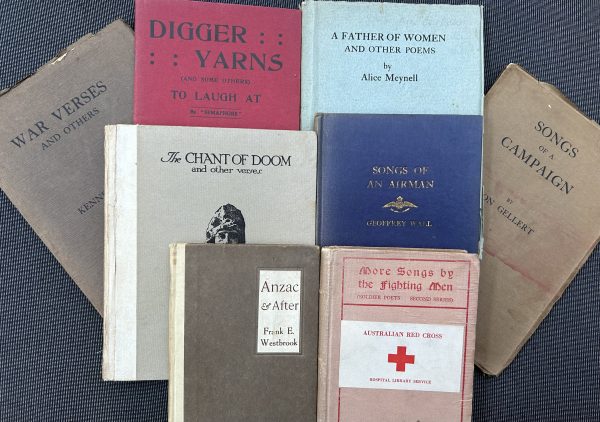 WAR VERSES
AND OTHERS
DIGGER ::
:: YARNS
(AND SOME OTHERS)
TO LAUGH AT
By "SEMAPHORE"
A FATHER OF WOMEN
AND OTHER POEMS
by
Alice Meynell
SONGS
OF A
CAMPAIGN
BY
ON GELLERT
The CHANT OF DOOM
and other verses
SONGS OF
AN AIRMAN
GEOFFREY WALL
Anzac
& After
Frank E.
Westbrook
More Songs by
the Fighting Men
(SOLDIER POETS SECOND SERIES)
AUSTRALIAN RED CROSS
HOSPITAL LIBRARY SERVICE